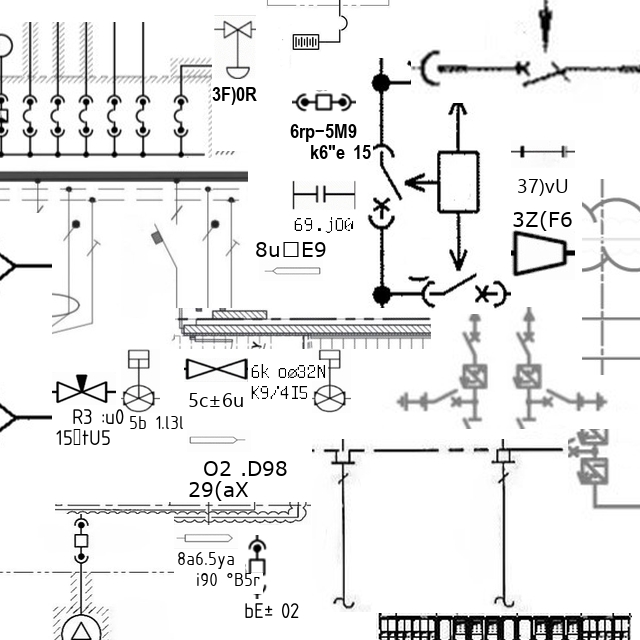 3F)0R
6rp-5M9
k6"e 15
37)vU
69.j00
3Z(F6
8u□E9
6k oø32N
K9/4I5
5c±6u
R3 :u0
5b 1.l3l
15▯tU5
O2 .D98
29(aX
8a6.5ya
i90 °B5r
bE± 02